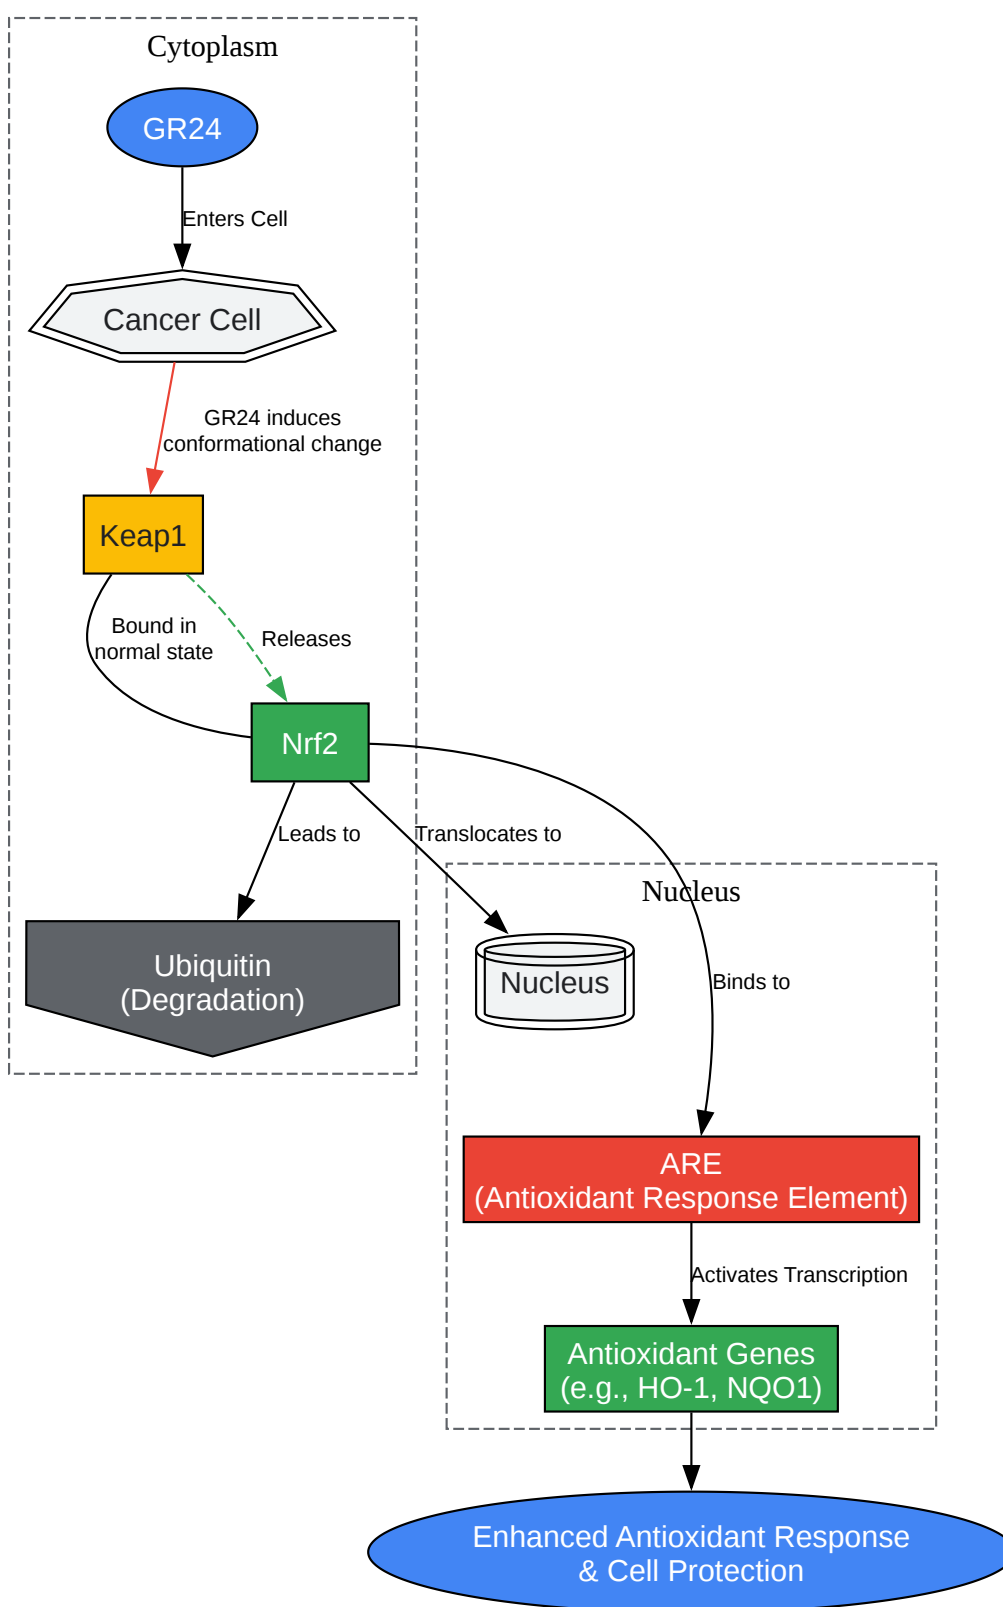 Cytoplasm
GR24
Enters Cell
Cancer Cell
GR24 induces
conformational change
Keap1
Bound in
normal state
Releases
Nrf2
Leads to
Translocates to
Nucleus
Ubiquitin
(Degradation)
Nucleus
Binds to
ARE
(Antioxidant Response Element)
Activates Transcription
Antioxidant Genes
(e.g., HO-1, NQO1)
Enhanced Antioxidant Response
& Cell Protection